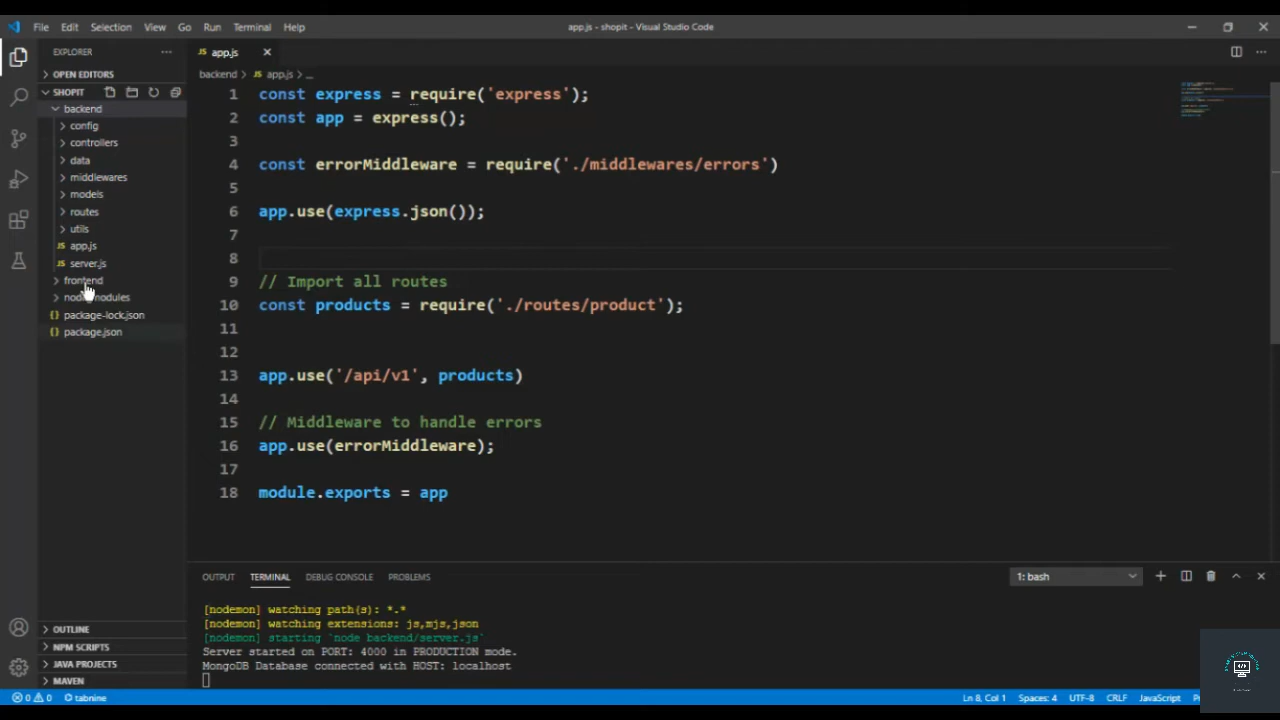 File Edit Selection View Go Run Terminal Help
app.js - shopit - Visual Studio Code
EXPLORER
OPEN EDITORS
SHOPIT
backend
config
controllers
data
middlewares
models
routes
utils
JS app.js
JS server.js
frontend
node_modules
{} package-lock.json
{} package.json
OUTLINE
NPM SCRIPTS
JAVA PROJECTS
MAVEN
JS app.js
backend > JS app.js > ...
1 const express = require('express');
2 const app = express();
3
4 const errorMiddleware = require('./middlewares/errors')
5
6 app.use(express.json());
7
8
9 // Import all routes
10 const products = require('./routes/product');
11
12
13 app.use('/api/v1', products)
14
15 // Middleware to handle errors
16 app.use(errorMiddleware);
17
18 module.exports = app
OUTPUT TERMINAL DEBUG CONSOLE PROBLEMS
1: bash
[nodemon] watching path(s): *.*
[nodemon] watching extensions: js,mjs,json
[nodemon] starting `node backend/server.js`
Server started on PORT: 4000 in PRODUCTION mode.
MongoDB Database connected with HOST: localhost
0 0 tabnine
Ln 8, Col 1 Spaces: 4 UTF-8 CRLF JavaScript